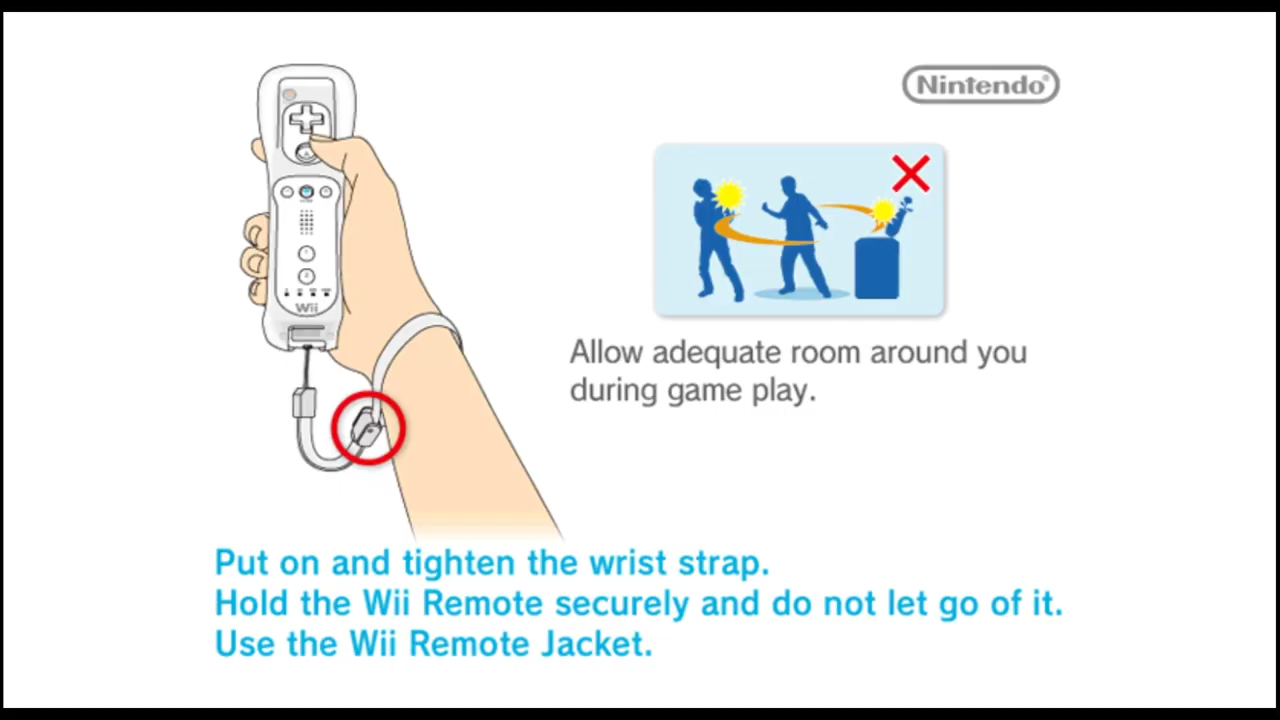 Nintendo®
Wii
Allow adequate room around you
during game play.
Put on and tighten the wrist strap.
Hold the Wii Remote securely and do not let go of it.
Use the Wii Remote Jacket.